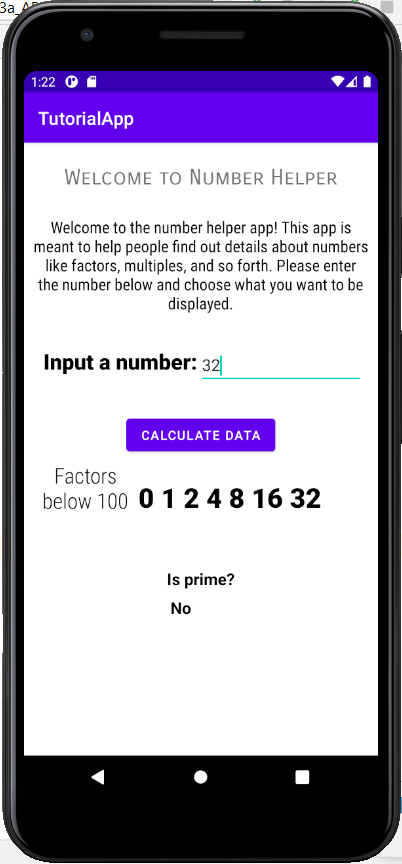 3a_A
1:22
TutorialApp
Welcome to Number Helper
Welcome to the number helper app! This app is
meant to help people find out details about numbers
like factors, multiples, and so forth. Please enter
the number below and choose what you want to be
displayed.
Input a number: 32
CALCULATE DATA
Factors
below 100 0 1 2 4 8 16 32
Is prime?
No